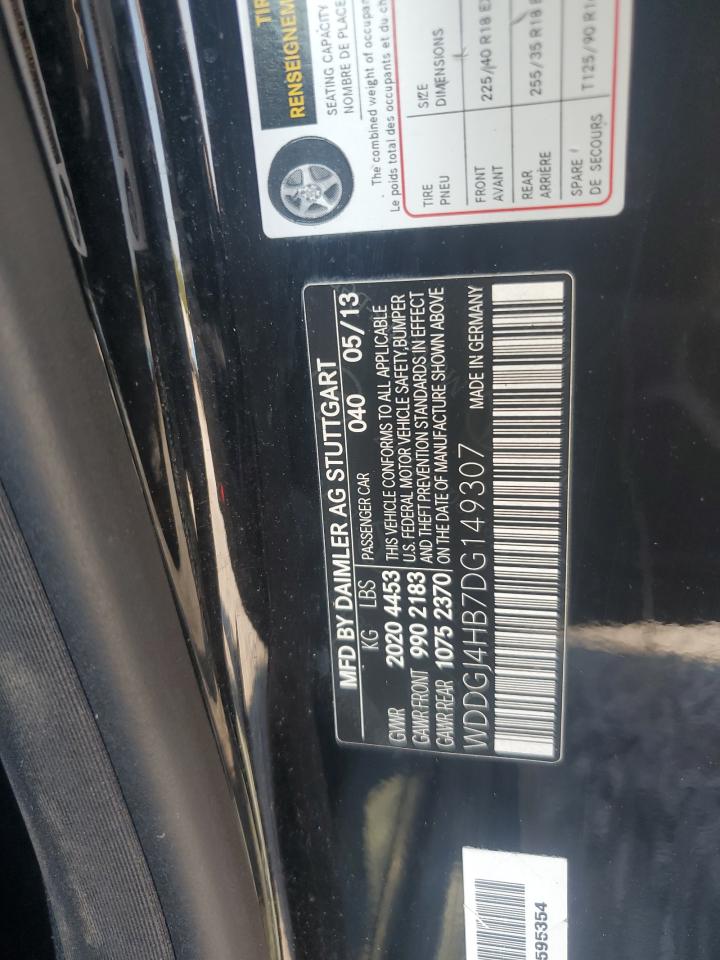 MFD BY DAIMLER AG STUTTGART
040 05/13
KG LBS PASSENGER CAR
GVWR 2020 4453 THIS VEHICLE CONFORMS TO ALL APPLICABLE
GAWR FRONT 990 2183 U.S. FEDERAL MOTOR VEHICLE SAFETY, BUMPER
AND THEFT PREVENTION STANDARDS IN EFFECT
GAWR REAR 1075 2370 ON THE DATE OF MANUFACTURE SHOWN ABOVE
WDDGJ4HB7DG149307 MADE IN GERMANY
RENSEIGNEM
SEATING CAPACITY
NOMBRE DE PLACE
The combined weight of occupan
Le poids total des occupants et du ch
TIRE SIZE
PNEU DIMENSIONS
FRONT 225/40 R18
AVANT
REAR 255/35 R18
ARRIÈRE
SPARE T125/90 R1
DE SECOURS
595354